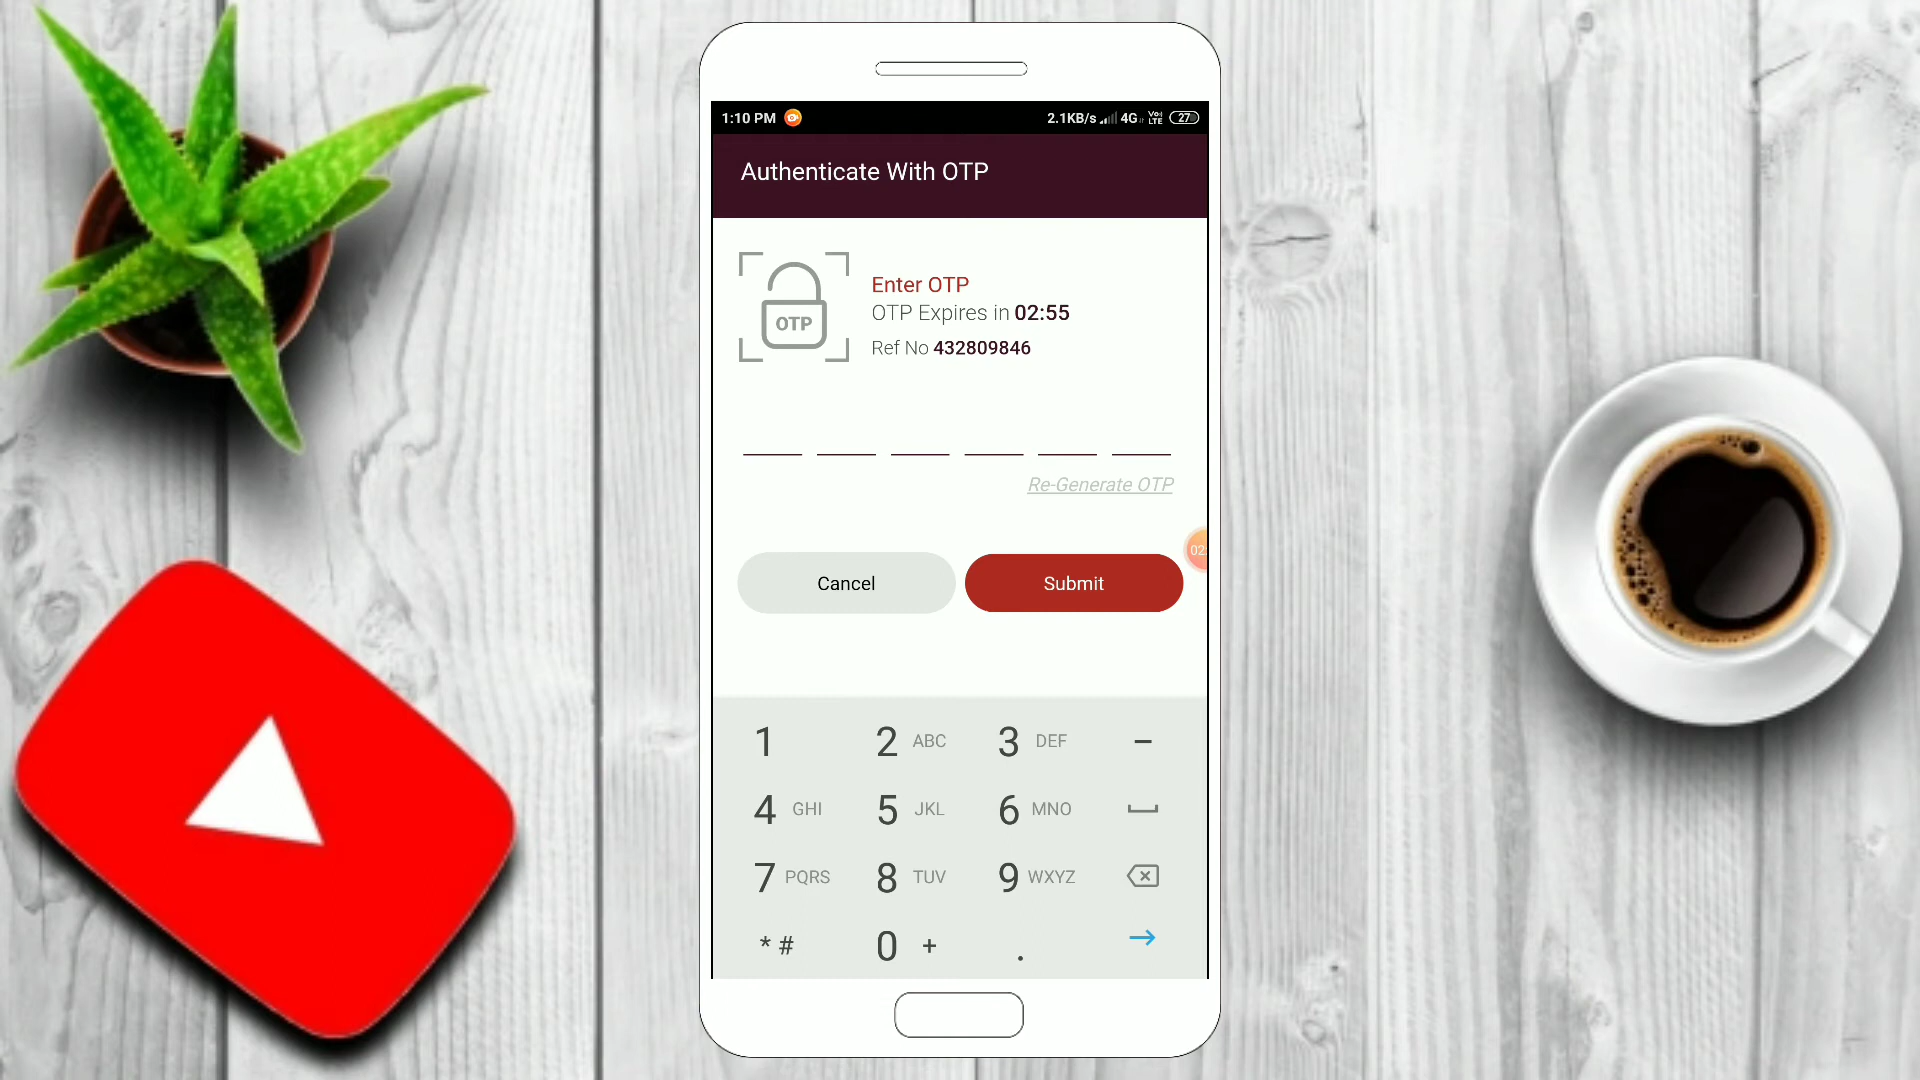 1:10 PM 2.1KB/s 4G Vo LTE 27
Authenticate With OTP
OTP
Enter OTP
OTP Expires in 02:55
Ref No 432809846
Re-Generate OTP
02:
Cancel Submit
1 2 ABC 3 DEF –
4 GHI 5 JKL 6 MNO
7 PQRS 8 TUV 9 WXYZ
* # 0 + .